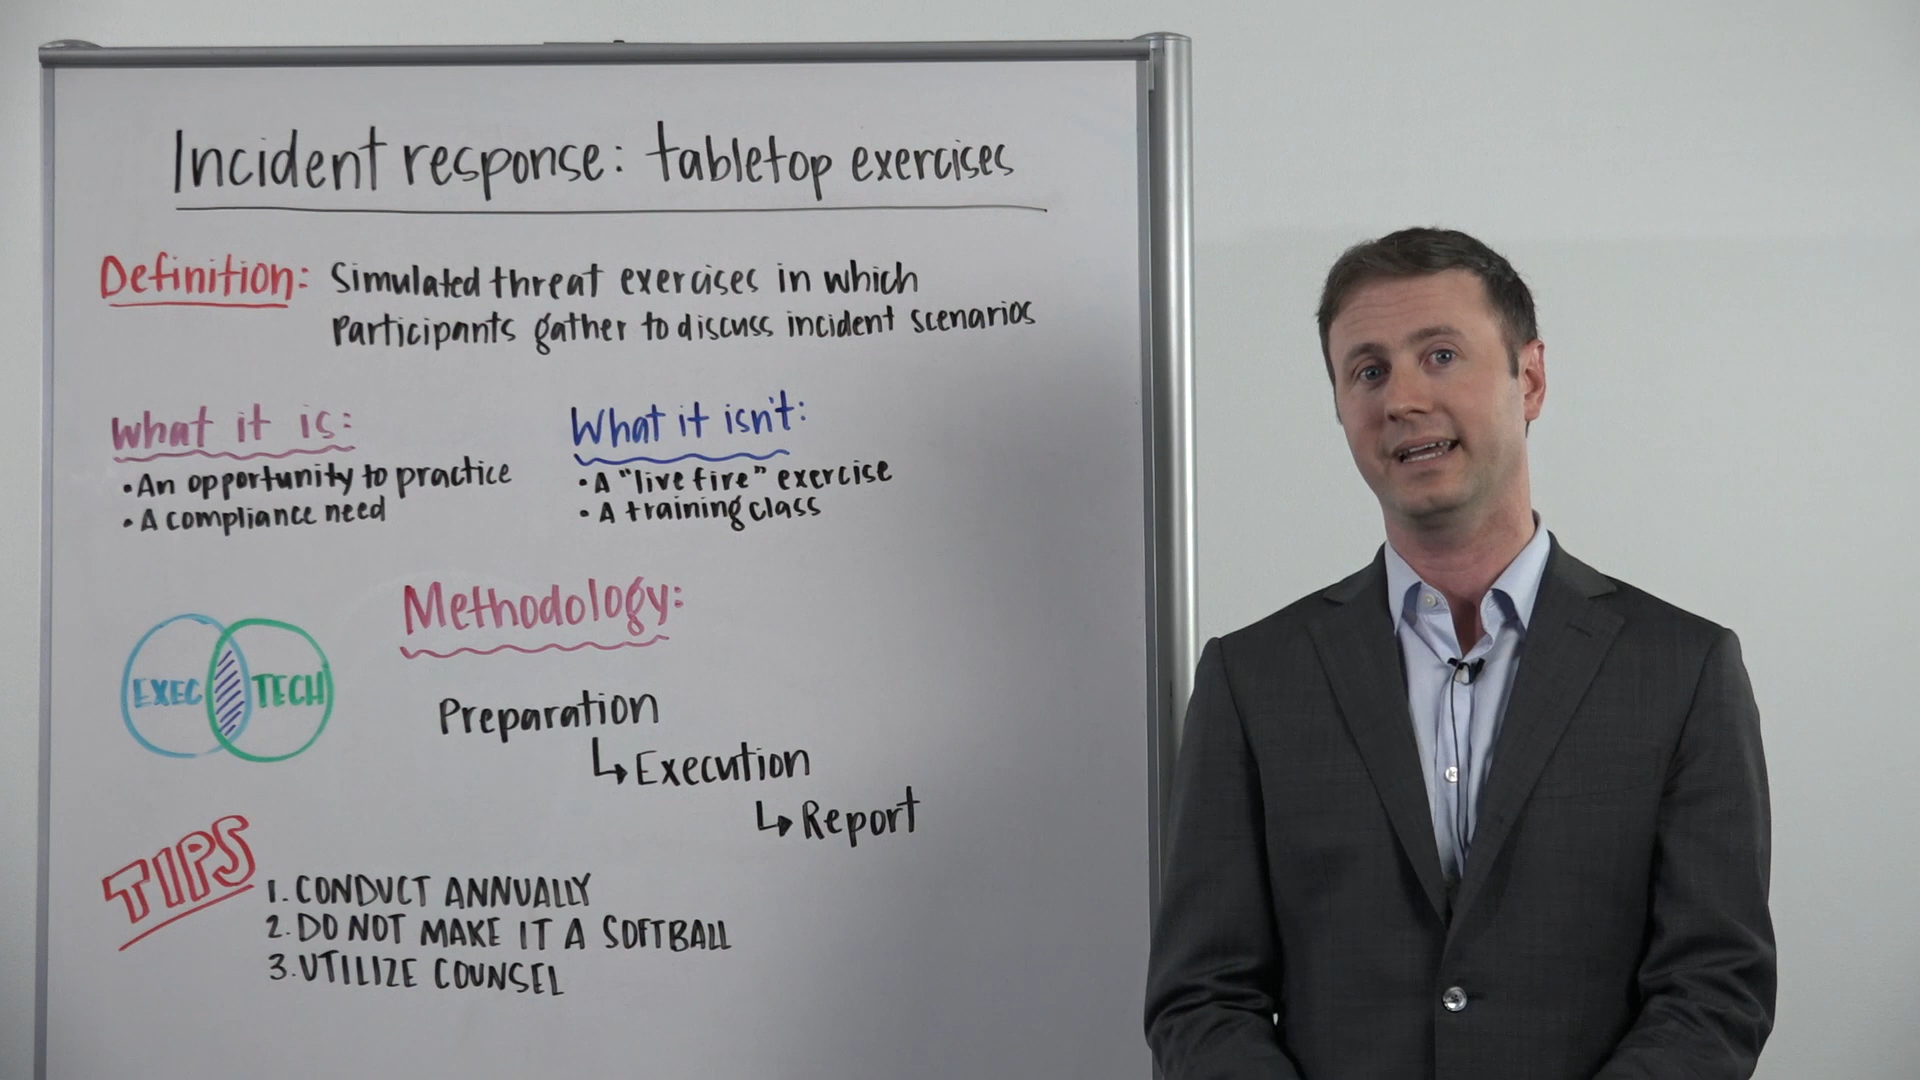 Incident response: tabletop exercises
Definition: Simulated threat exercises in which
participants gather to discuss incident scenarios
What it is:
• An opportunity to practice
• A compliance need
What it isn't:
• A "live fire" exercise
• A training class
Methodology:
EXEC TECH
Preparation
↳ Execution
↳ Report
TIPS
1. CONDUCT ANNUALLY
2. DO NOT MAKE IT A SOFTBALL
3. UTILIZE COUNSEL